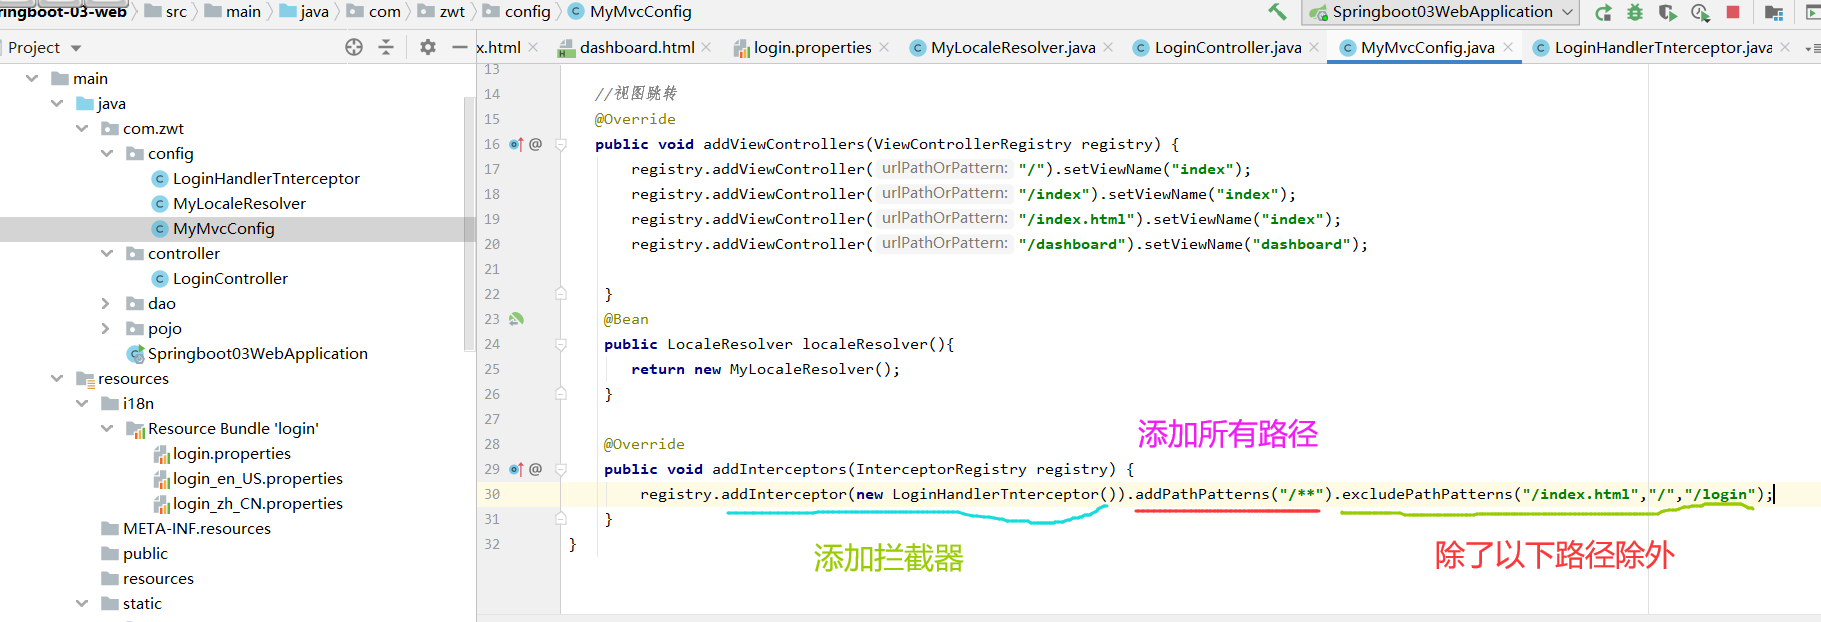 ringboot-03-web src main java com zwt config MyMvcConfig Springboot03WebApplication
Project
x.html dashboard.html login.properties MyLocaleResolver.java LoginController.java MyMvcConfig.java LoginHandlerTnterceptor.java
main
java
com.zwt
config
LoginHandlerTnterceptor
MyLocaleResolver
MyMvcConfig
controller
LoginController
dao
pojo
Springboot03WebApplication
resources
i18n
Resource Bundle 'login'
login.properties
login_en_US.properties
login_zh_CN.properties
META-INF.resources
public
resources
static
13
14 //视图跳转
15 @Override
16 @ public void addViewControllers(ViewControllerRegistry registry) {
17 registry.addViewController( urlPathOrPattern: "/").setViewName("index");
18 registry.addViewController( urlPathOrPattern: "/index").setViewName("index");
19 registry.addViewController( urlPathOrPattern: "/index.html").setViewName("index");
20 registry.addViewController( urlPathOrPattern: "/dashboard").setViewName("dashboard");
21
22 }
23 @Bean
24 public LocaleResolver localeResolver(){
25 return new MyLocaleResolver();
26 }
27
添加所有路径
28 @Override
29 @ public void addInterceptors(InterceptorRegistry registry) {
30 registry.addInterceptor(new LoginHandlerTnterceptor()).addPathPatterns("/**").excludePathPatterns("/index.html","/","/login");
31 }
32 }
添加拦截器
除了以下路径除外